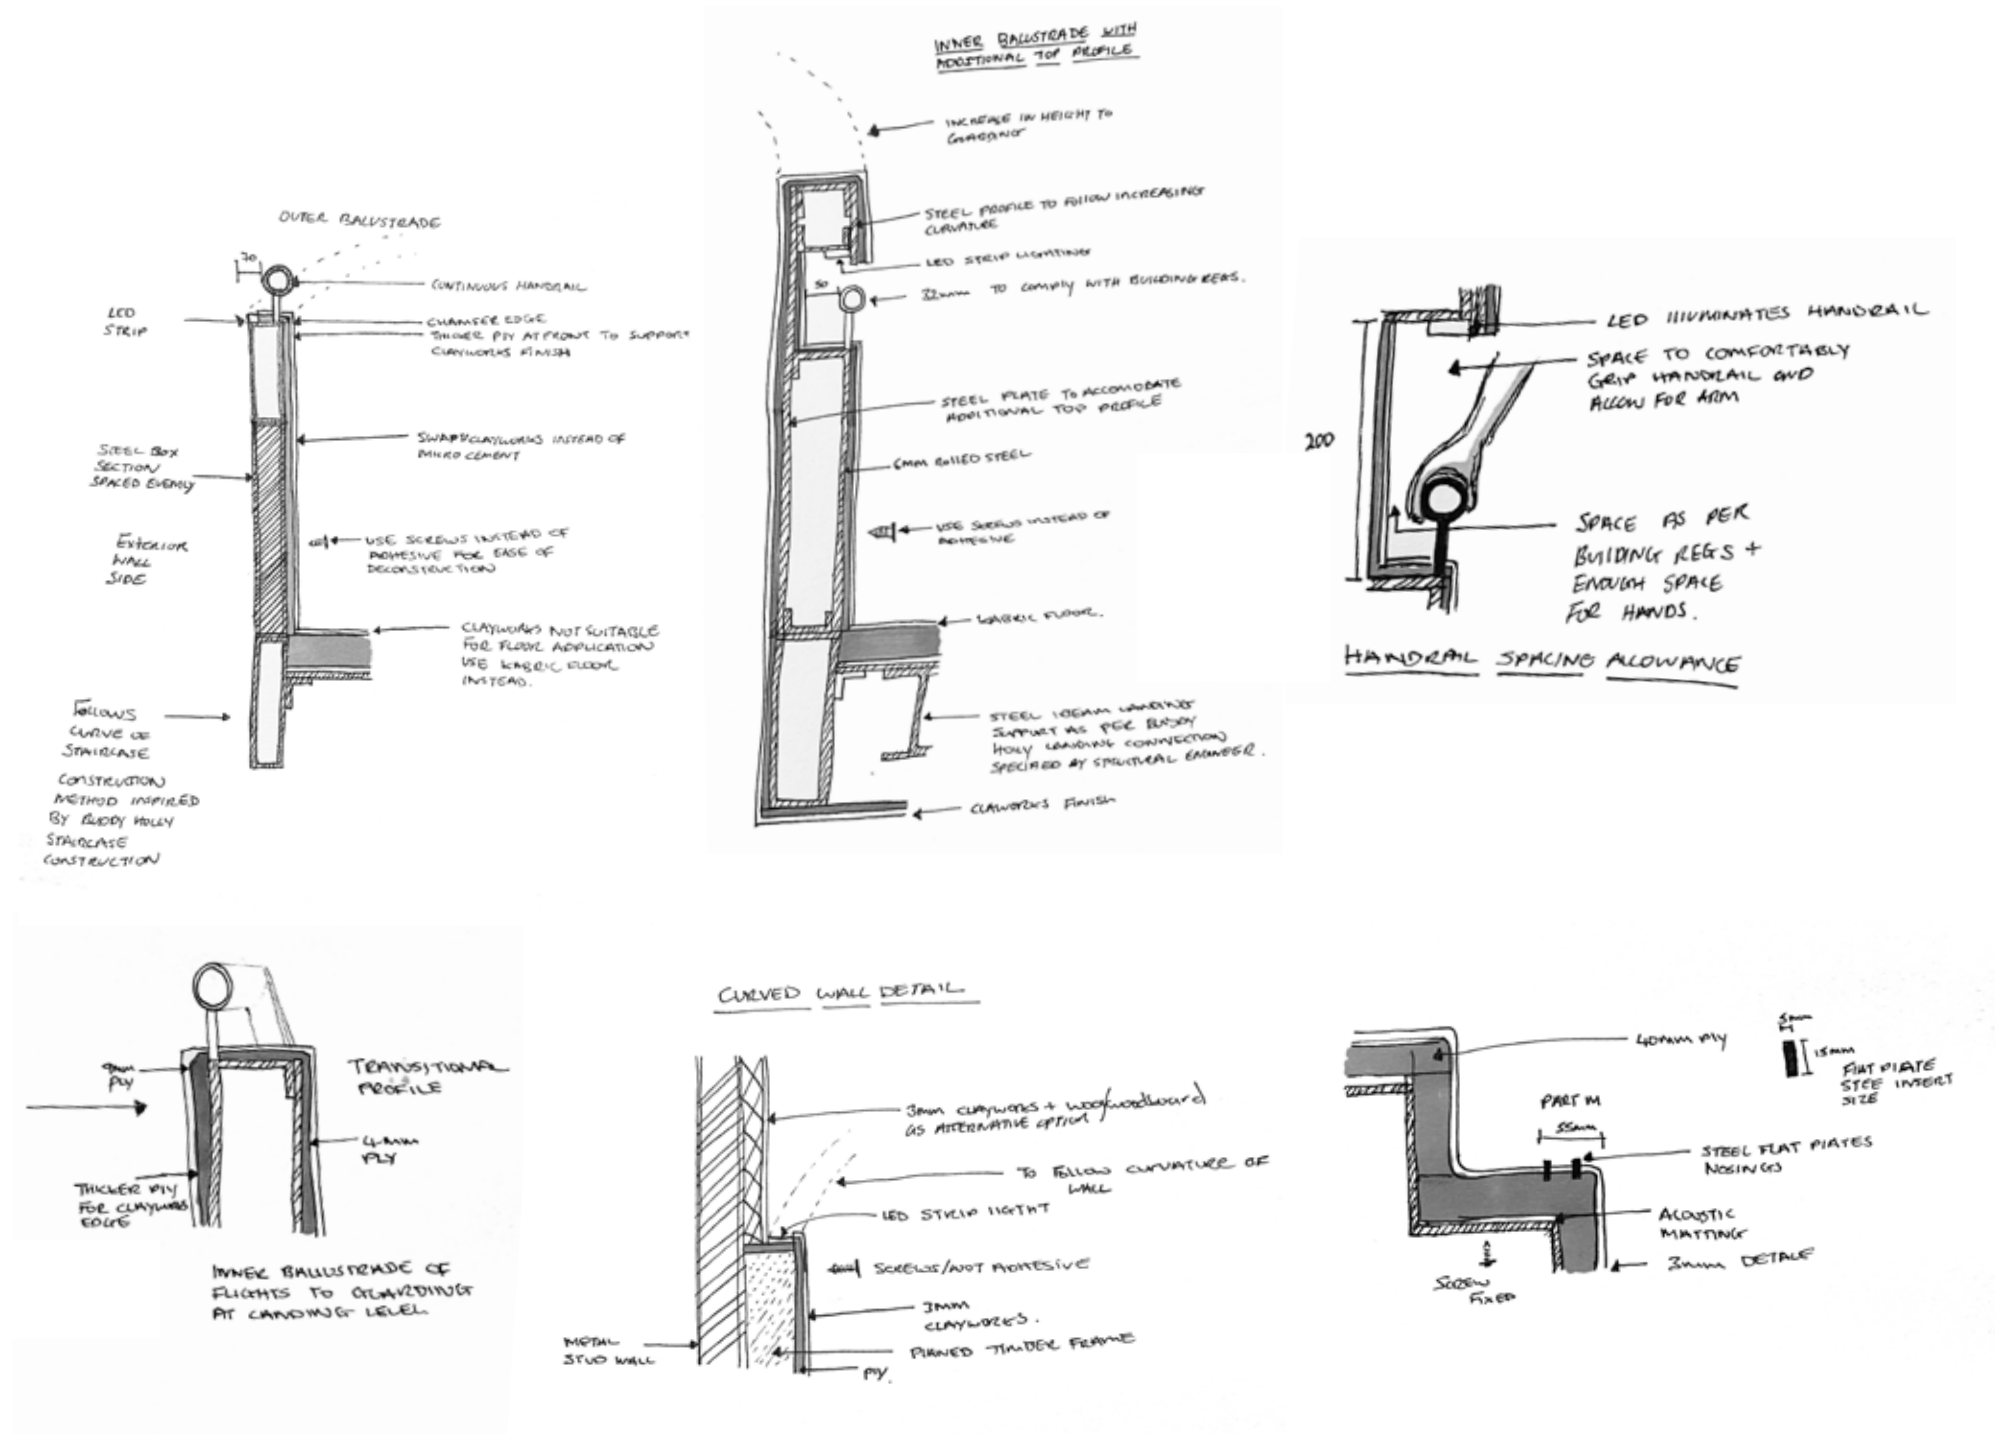 OUTER BALUSTRADE
CONTINUOUS HANDRAIL
LED
STRIP
CHAMFER EDGE
THICKER PLY AT FRONT TO SUPPORT
CLAYWORKS FINISH
STEEL BOX
SECTION
SPACED EVENLY
CLAYWORKS INSTEAD OF
MICRO CEMENT
EXTERIOR
WALL
SIDE
USE SCREWS INSTEAD OF
ADHESIVE FOR EASE OF
DECONSTRUCTION
CLAYWORKS NOT SUITABLE
FOR FLOOR APPLICATION
USE KABRIC FLOOR
INSTEAD.
FOLLOWS
CURVE OF
STAIRCASE
CONSTRUCTION
METHOD INSPIRED
BY BUDDY HOLLY
STAIRCASE
CONSTRUCTION
INNER BALUSTRADE WITH
ADDITIONAL TOP PROFILE
INCREASE IN HEIGHT TO
GUARDING
STEEL PROFILE TO FOLLOW INCREASING
CURVATURE
LED STRIP LIGHTING
50
32mm TO COMPLY WITH BUILDING REGS.
STEEL PLATE TO ACCOMODATE
ADDITIONAL TOP PROFILE
6mm ROLLED STEEL
USE SCREWS INSTEAD OF
ADHESIVE
KABRIC FLOOR.
STEEL IBEAM LANDING
SUPPORT AS PER BUDDY
HOLY LANDING CONNECTION
SPECIFIED BY STRUCTURAL ENGINEER.
CLAWORKS FINISH
LED ILLUMINATES HANDRAIL
SPACE TO COMFORTABLY
GRIP HANDRAIL AND
ALLOW FOR ARM
200
SPACE AS PER
BUILDING REGS +
ENOUGH SPACE
FOR HANDS.
HANDRAIL SPACING ALLOWANCE
PLY
TRANSITIONAL
PROFILE
4mm
PLY
THICKER PLY
FOR CLAYWORKS
EDGE
INNER BALUSTRADE OF
FLIGHTS TO GUARDING
AT LANDING LEVEL
CURVED WALL DETAIL
3mm CLAYWORKS +
AS ALTERNATIVE OPTION
TO FOLLOW CURVATURE OF
WALL
LED STRIP LIGHT
SCREWS/NOT ADHESIVE
3mm
CLAYWORKS.
METAL
STUD WALL
PLANED TIMBER FRAME
PLY.
40mm PLY
5mm
15mm
FLAT PLATE
STEE INSERT
SIZE
PART M
55mm
STEEL FLAT PLATES
NOSINGS
ACOUSTIC
MATTING
SCREW
FIXED
3mm